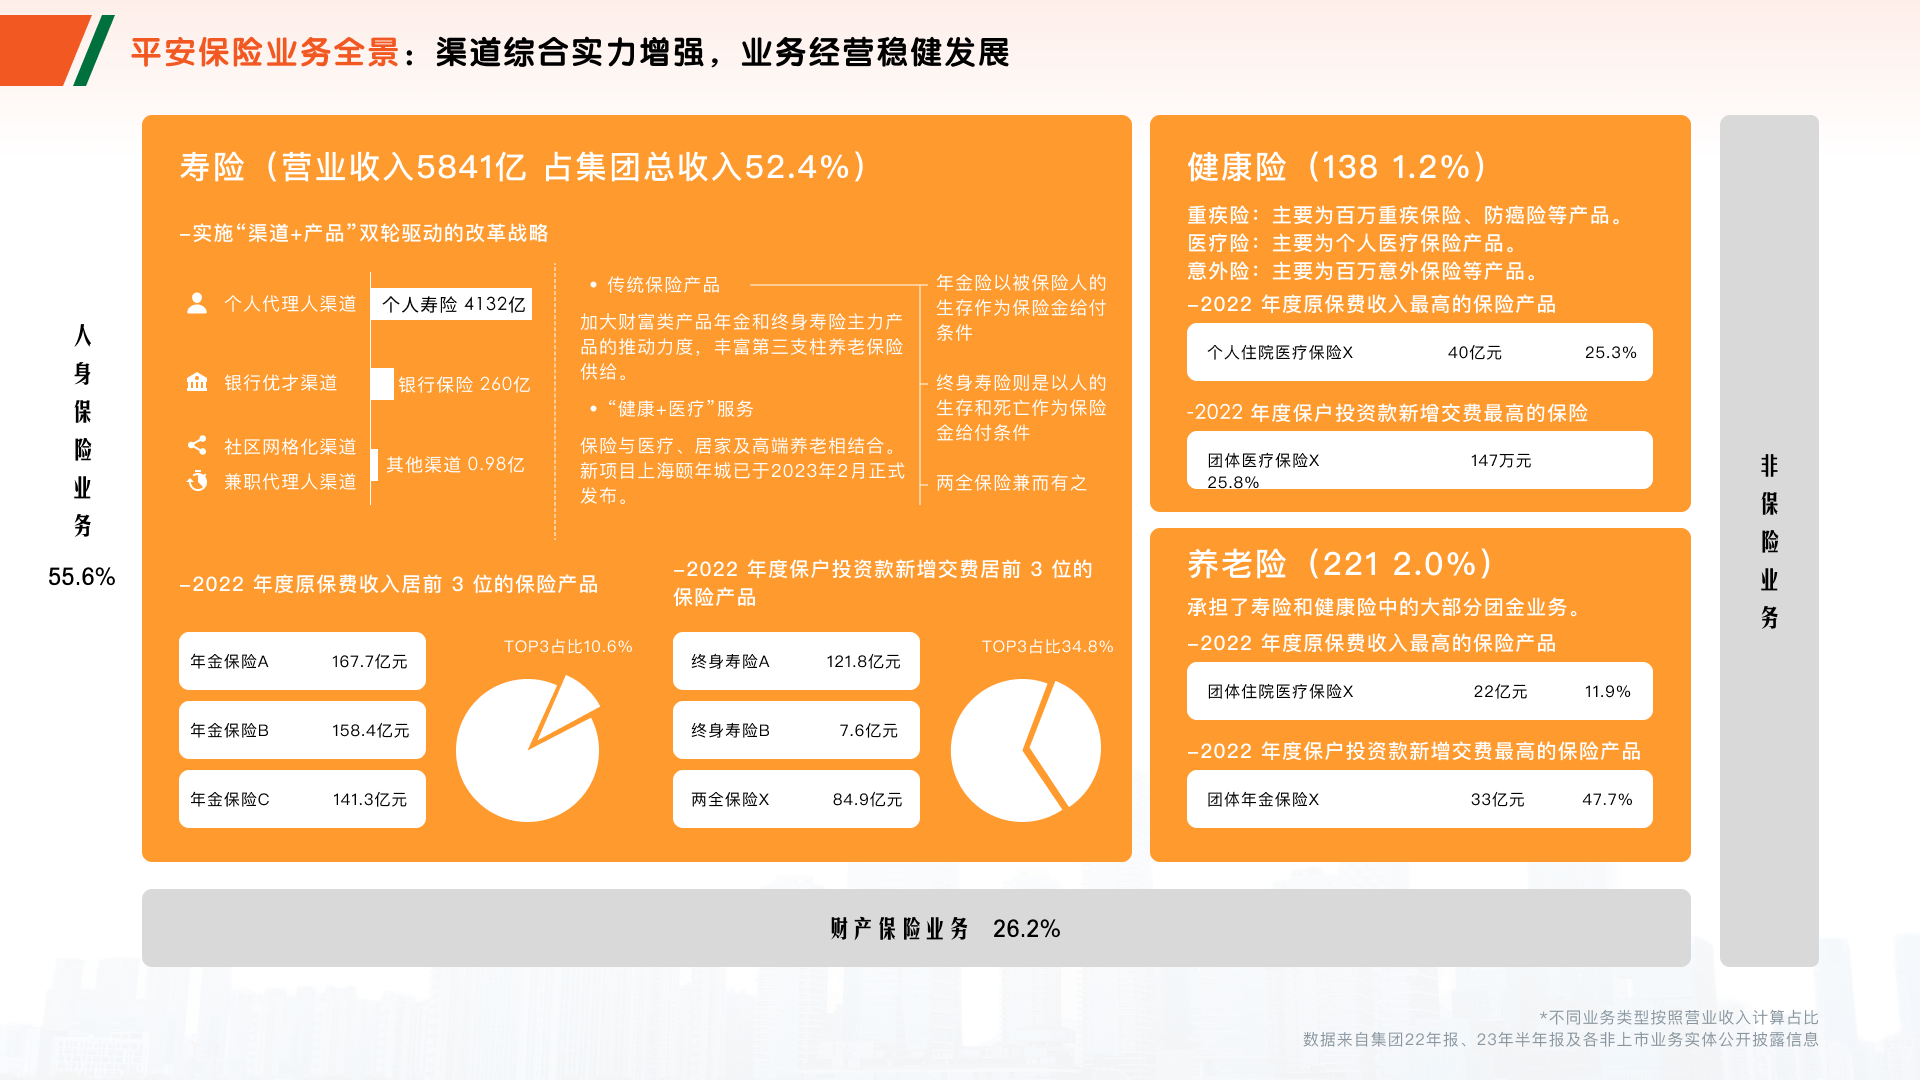 平安保险业务全景：渠道综合实力增强，业务经营稳健发展
人身保险业务
55.6%
寿险（营业收入5841亿 占集团总收入52.4%）
–实施“渠道+产品”双轮驱动的改革战略
个人代理人渠道
个人寿险 4132亿
银行优才渠道
银行保险 260亿
社区网格化渠道
兼职代理人渠道
其他渠道 0.98亿
• 传统保险产品
加大财富类产品年金和终身寿险主力产
品的推动力度，丰富第三支柱养老保险
供给。
• “健康+医疗”服务
保险与医疗、居家及高端养老相结合。
新项目上海颐年城已于2023年2月正式
发布。
年金险以被保险人的
生存作为保险金给付
条件
终身寿险则是以人的
生存和死亡作为保险
金给付条件
两全保险兼而有之
–2022 年度原保费收入居前 3 位的保险产品
年金保险A 167.7亿元
年金保险B 158.4亿元
年金保险C 141.3亿元
TOP3占比10.6%
–2022 年度保户投资款新增交费居前 3 位的
保险产品
终身寿险A 121.8亿元
终身寿险B 7.6亿元
两全保险X 84.9亿元
TOP3占比34.8%
健康险（138 1.2%）
重疾险：主要为百万重疾保险、防癌险等产品。
医疗险：主要为个人医疗保险产品。
意外险：主要为百万意外保险等产品。
–2022 年度原保费收入最高的保险产品
个人住院医疗保险X 40亿元 25.3%
-2022 年度保户投资款新增交费最高的保险
团体医疗保险X 147万元
25.8%
养老险（221 2.0%）
承担了寿险和健康险中的大部分团金业务。
–2022 年度原保费收入最高的保险产品
团体住院医疗保险X 22亿元 11.9%
–2022 年度保户投资款新增交费最高的保险产品
团体年金保险X 33亿元 47.7%
非保险业务
财产保险业务 26.2%
*不同业务类型按照营业收入计算占比
数据来自集团22年报、23年半年报及各非上市业务实体公开披露信息